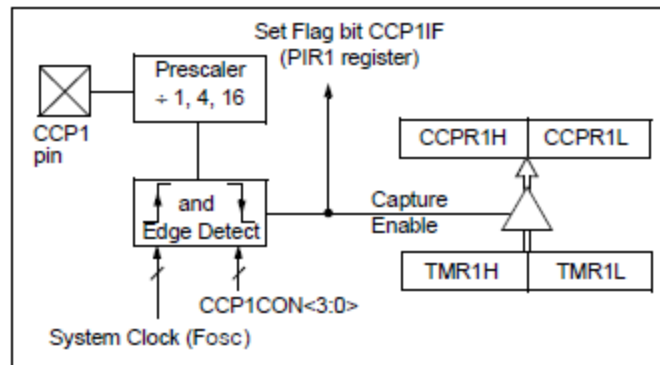 Set Flag bit CCP1IF
(PIR1 register)
Prescaler
÷ 1, 4, 16
CCP1
pin
CCPR1H
CCPR1L
and
Edge Detect
Capture
Enable
TMR1H
TMR1L
CCP1CON<3:0>
System Clock (Fosc)